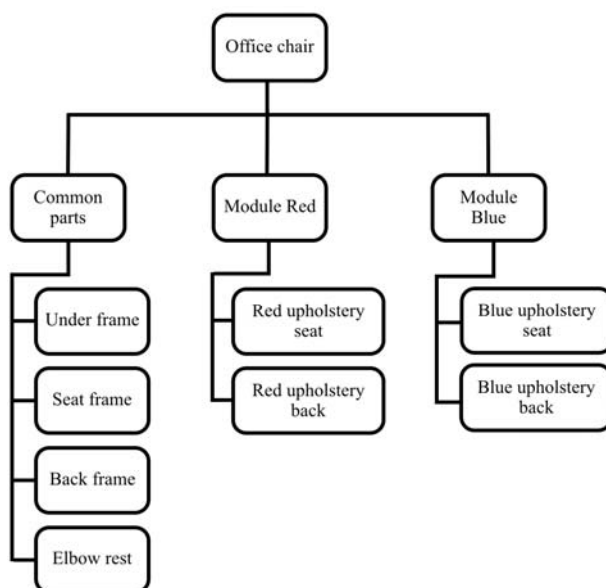 Office chair
Common
parts
Module Red
Module
Blue
Under frame
Seat frame
Back frame
Elbow rest
Red upholstery
seat
Red upholstery
back
Blue upholstery
seat
Blue upholstery
back